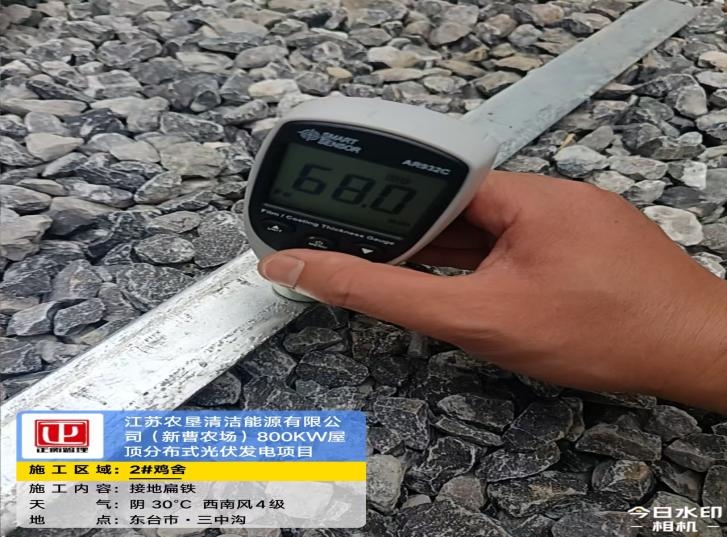 SMART
SENSOR
AR932C
68.0
Film / Coating Thickness Gauge
江苏农垦清洁能源有限公
司（新曹农场）800KW屋
顶分布式光伏发电项目
正衡管理
施工区域：2#鸡舍
施工内容：接地扁铁
天气：阴 30℃ 西南风4级
地点：东台市·三中沟
今日水印
相机